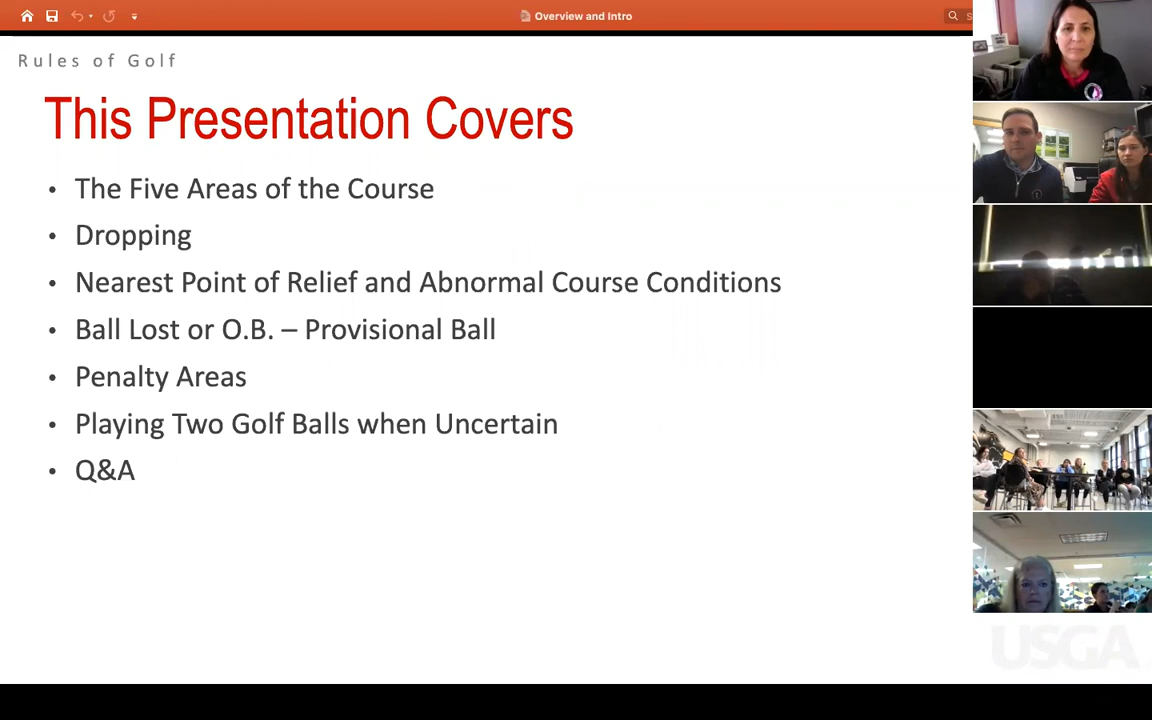 Overview and Intro
Rules of Golf
This Presentation Covers
• The Five Areas of the Course
• Dropping
• Nearest Point of Relief and Abnormal Course Conditions
• Ball Lost or O.B. – Provisional Ball
• Penalty Areas
• Playing Two Golf Balls when Uncertain
• Q&A
USGA